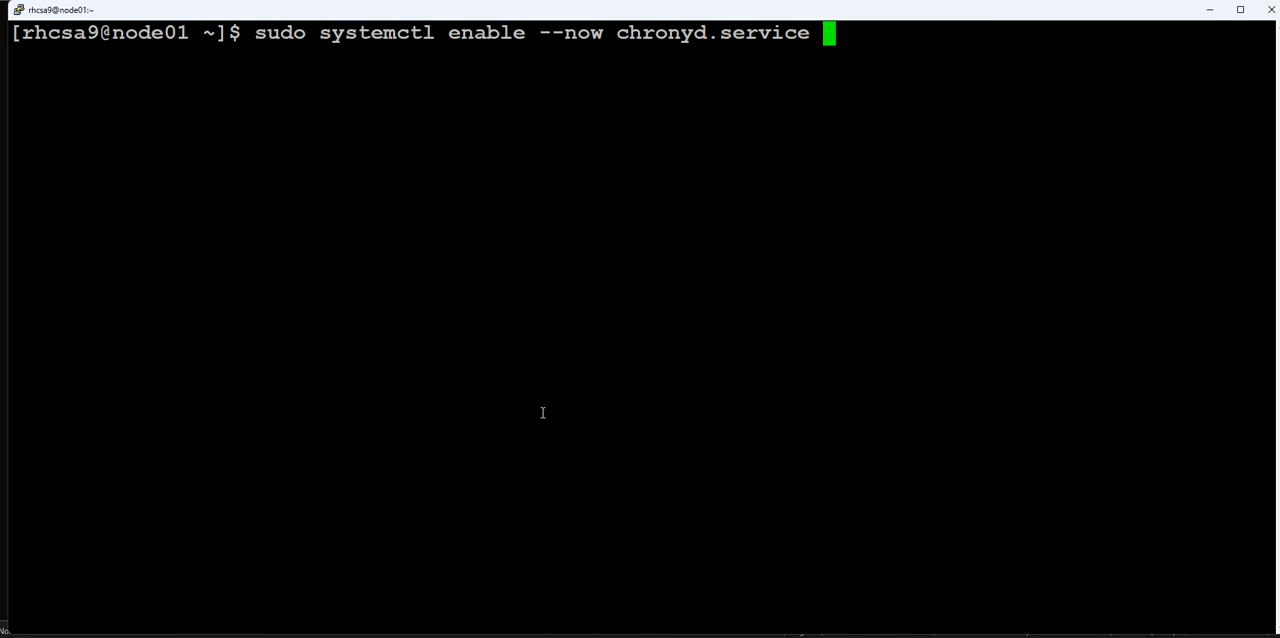 rhcsa9@node01:~
[rhcsa9@node01 ~]$ sudo systemctl enable --now chronyd.service